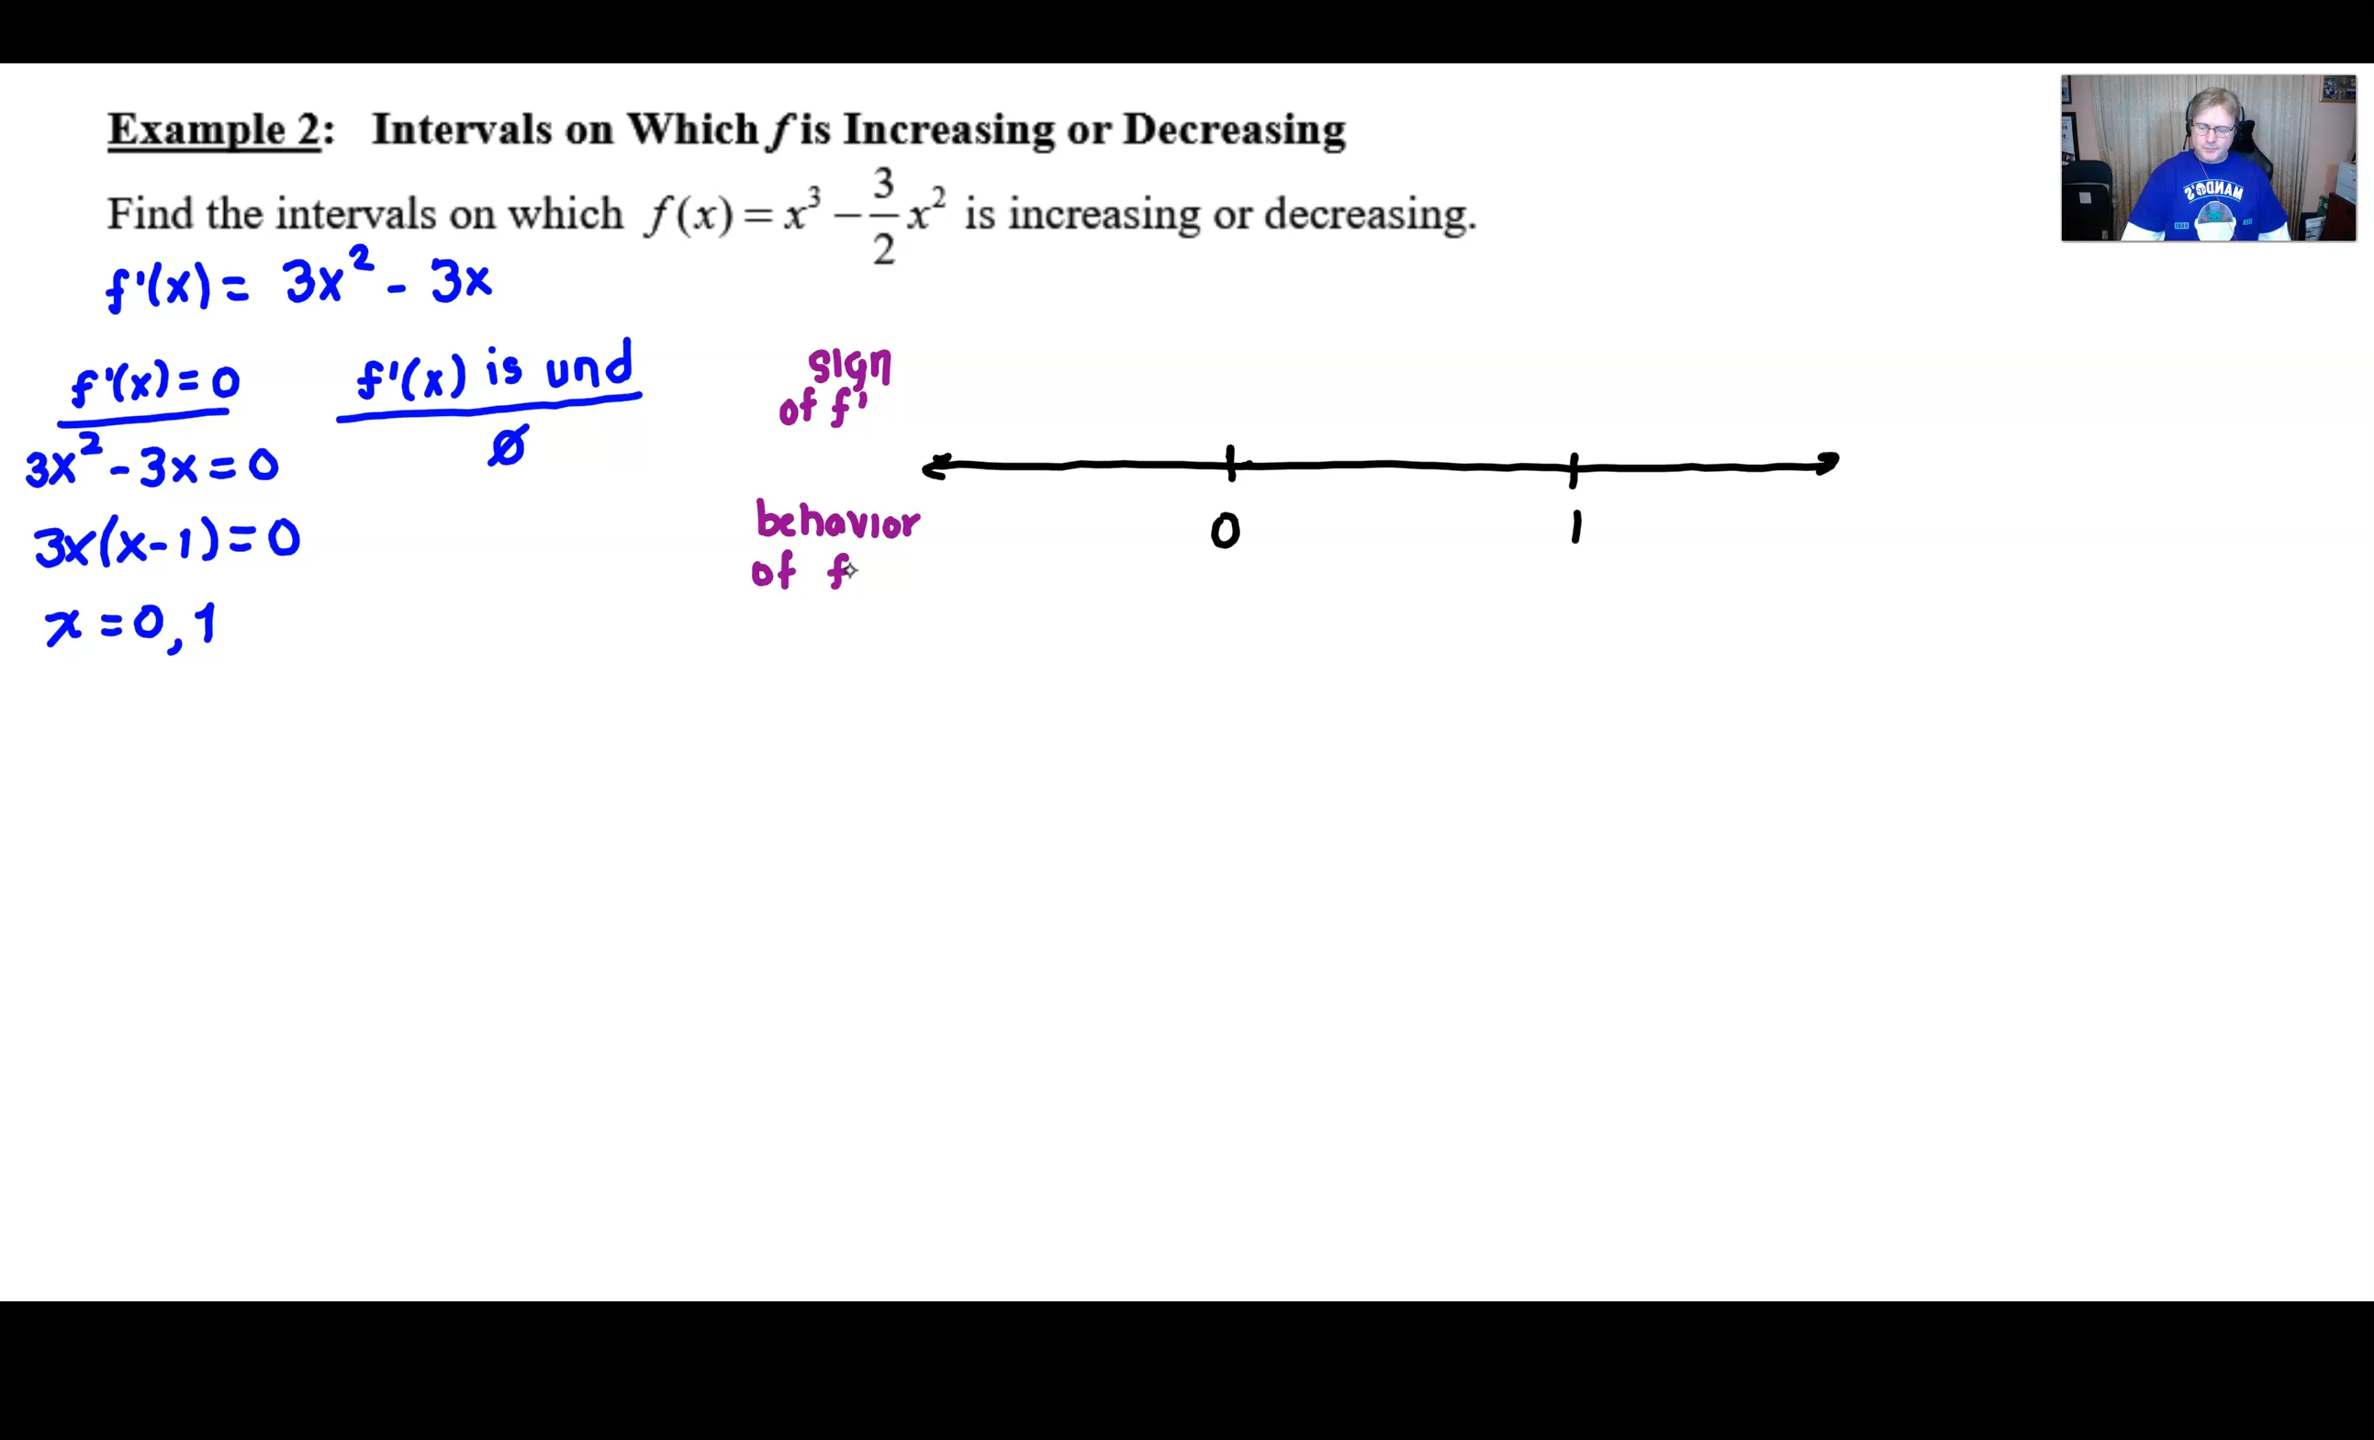 Example 2: Intervals on Which f is Increasing or Decreasing
Find the intervals on which f(x) = x³ − 3/2 x² is increasing or decreasing.
f'(x) = 3x² - 3x
f'(x) = 0
3x² - 3x = 0
3x(x-1) = 0
x = 0, 1
f'(x) is und
Ø
sign
of f'
0 1
behavior
of f
MANDO'S